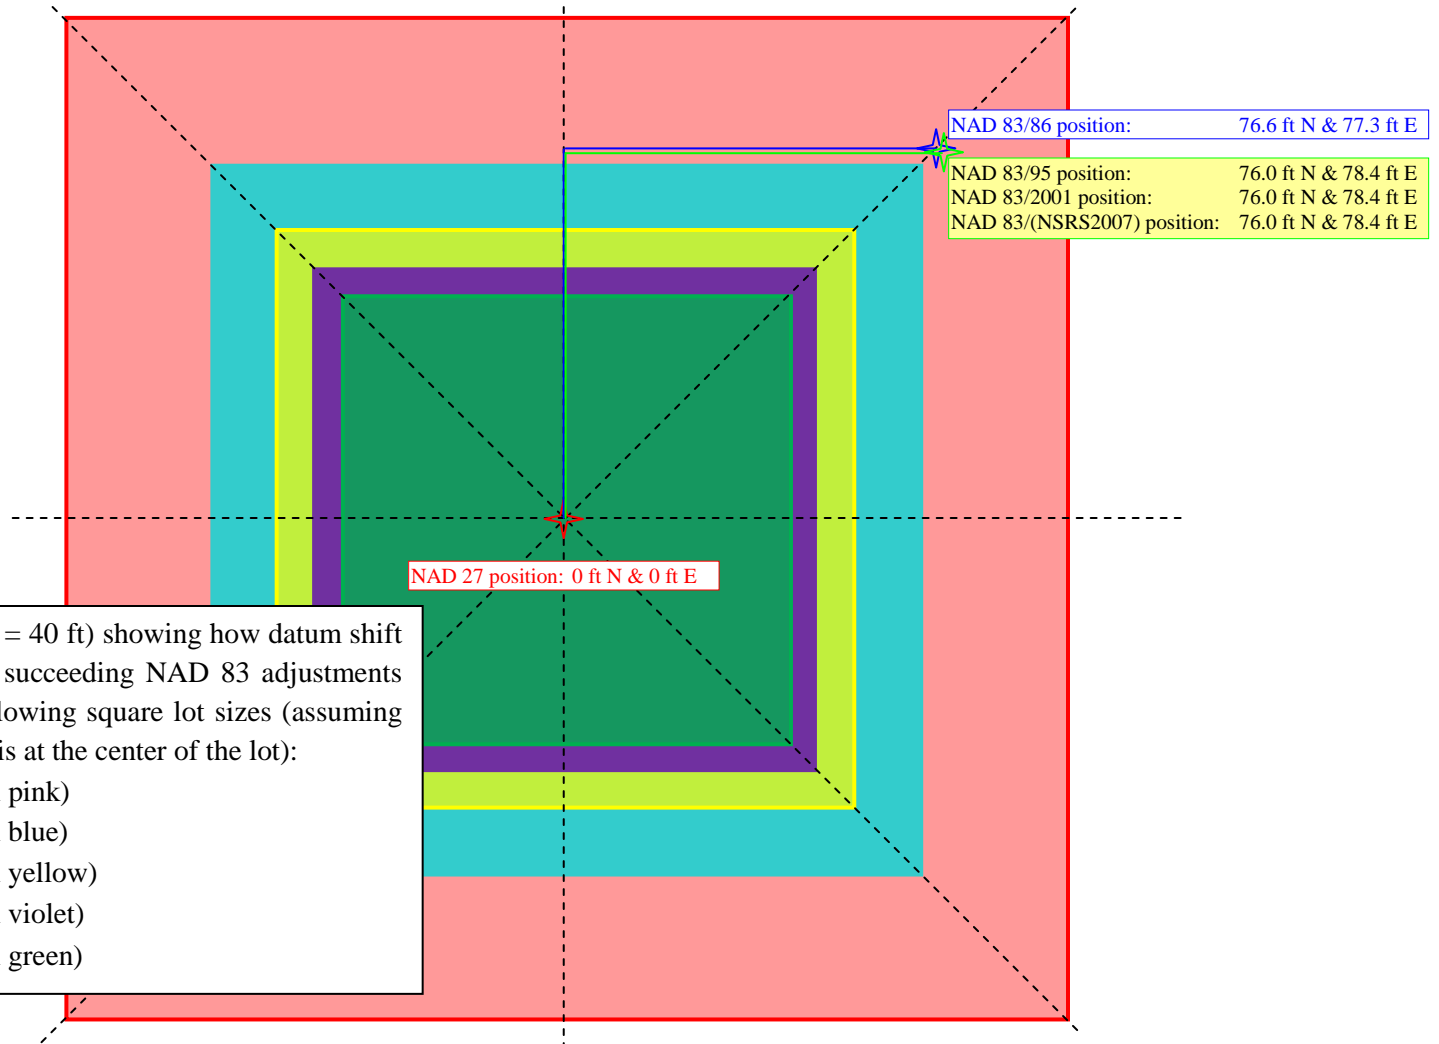 NAD 83/86 position: 76.6 ft N & 77.3 ft E
NAD 83/95 position: 76.0 ft N & 78.4 ft E
NAD 83/2001 position: 76.0 ft N & 78.4 ft E
NAD 83/(NSRS2007) position: 76.0 ft N & 78.4 ft E
NAD 27 position: 0 ft N & 0 ft E
= 40 ft) showing how datum shift
succeeding NAD 83 adjustments
lowing square lot sizes (assuming
is at the center of the lot):
pink)
blue)
yellow)
violet)
green)